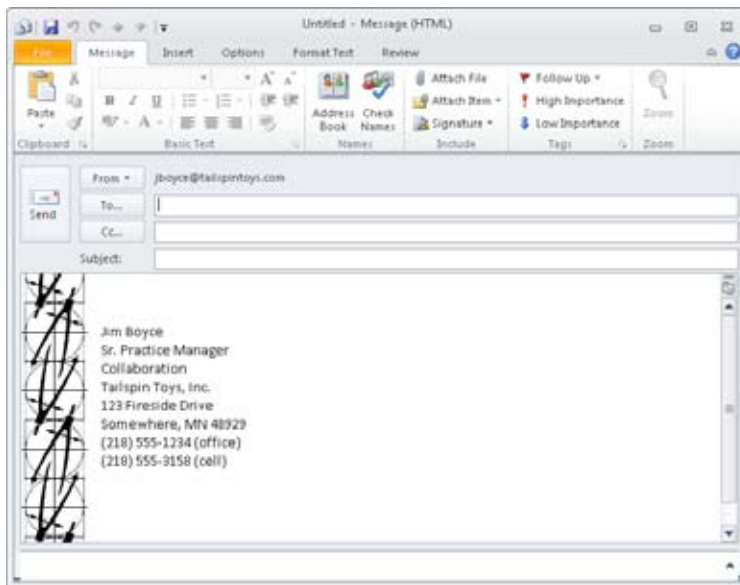 Untitled - Message (HTML)
File Message Insert Options Format Text Review
Paste
B I U
A A
A
Address Book
Check Names
Attach File
Attach Item
Signature
Follow Up
High Importance
Low Importance
Zoom
Clipboard Basic Text Names Include Tags Zoom
Send
From jboyce@tailspintoys.com
To...
Cc...
Subject:
Jim Boyce
Sr. Practice Manager
Collaboration
Tailspin Toys, Inc.
123 Fireside Drive
Somewhere, MN 48929
(218) 555-1234 (office)
(218) 555-3158 (cell)